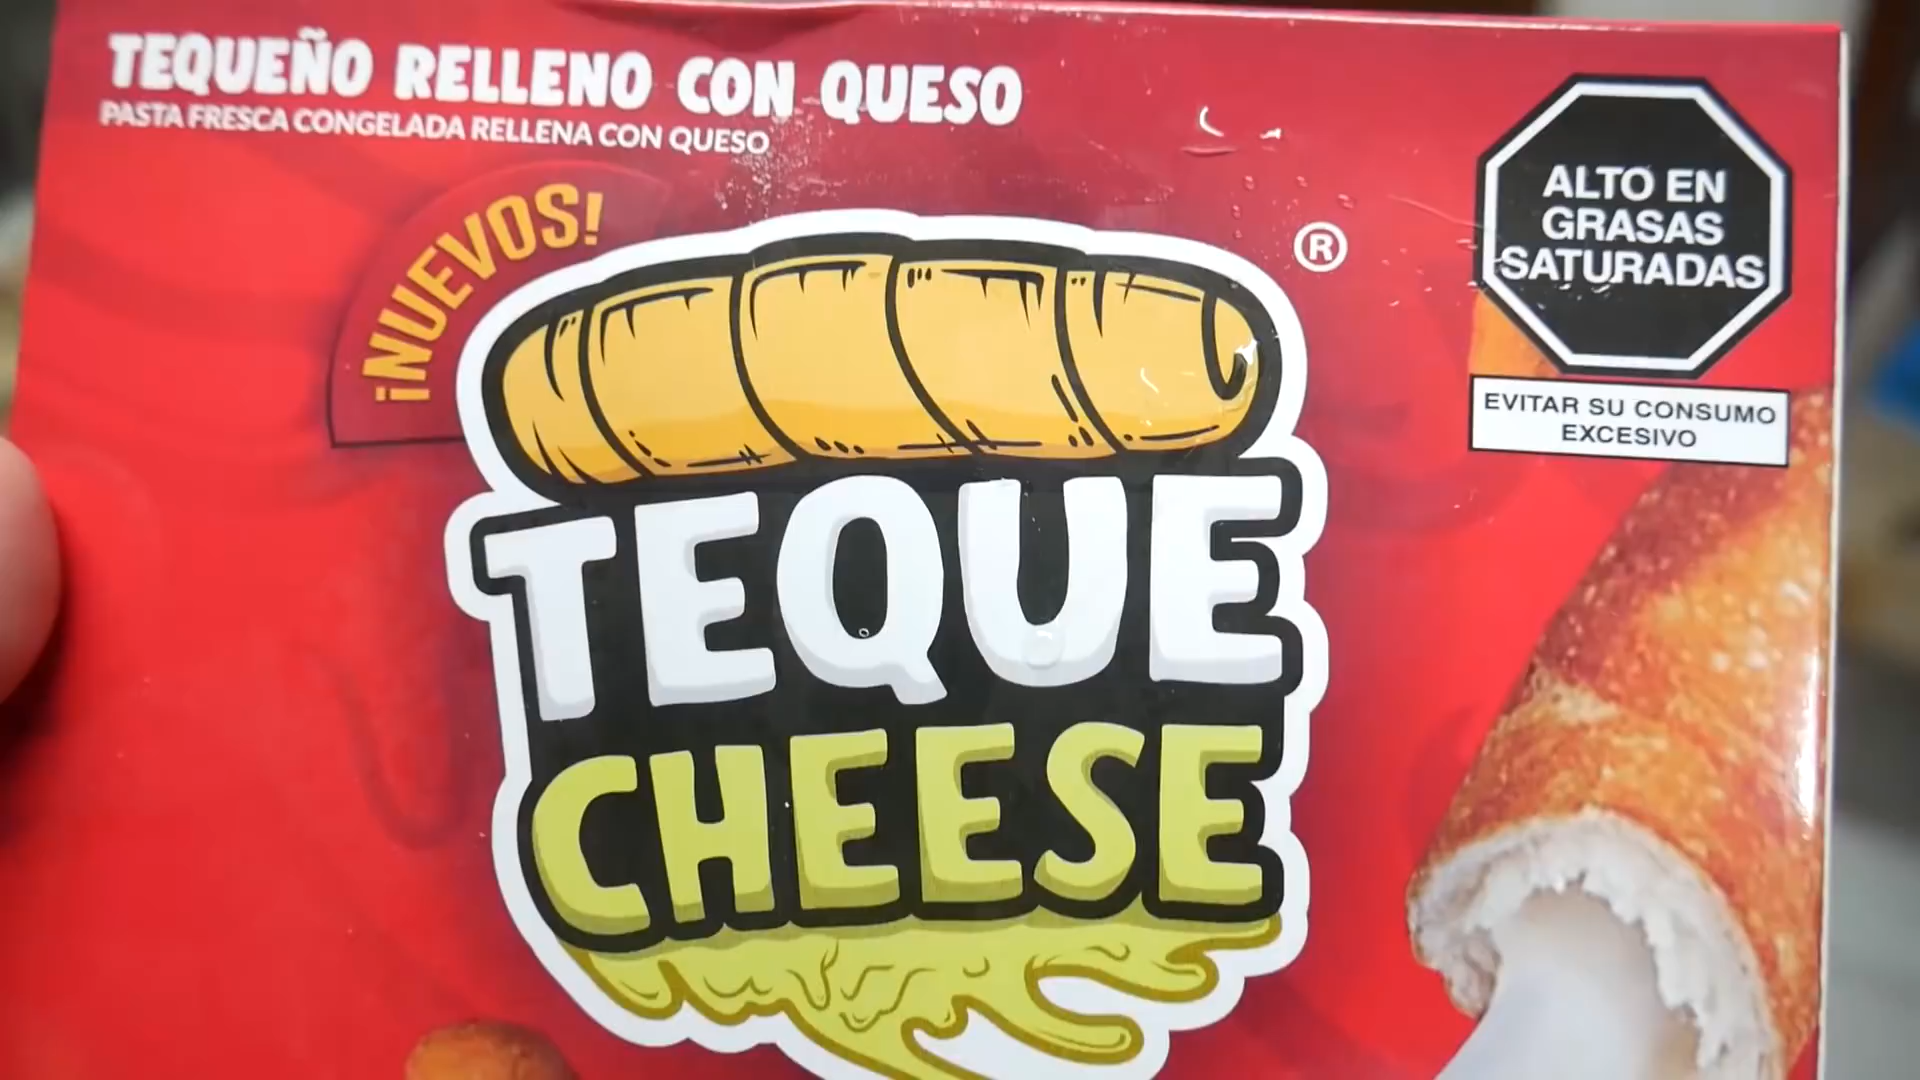 TEQUEÑO RELLENO CON QUESO
PASTA FRESCA CONGELADA RELLENA CON QUESO
¡NUEVOS!
®
TEQUE
CHEESE
ALTO EN
GRASAS
SATURADAS
EVITAR SU CONSUMO
EXCESIVO